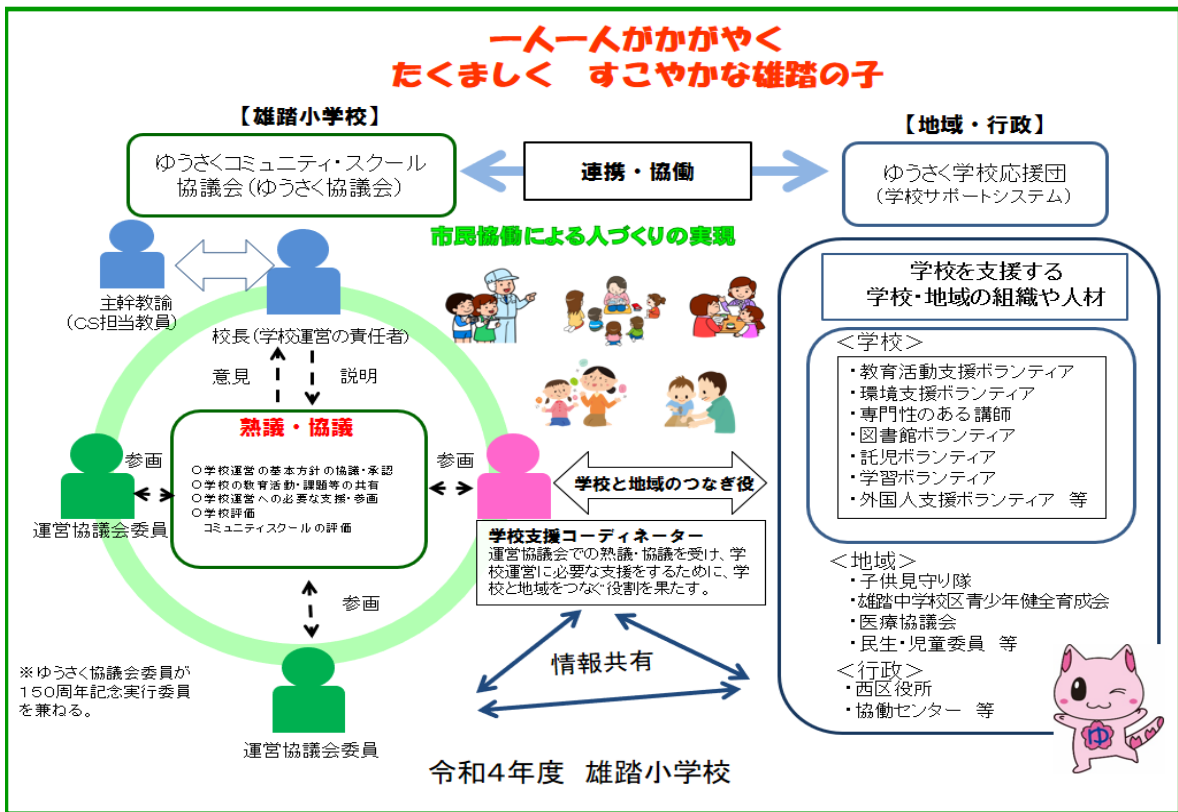 一人一人がかがやく
たくましく すこやかな雄踏の子
【雄踏小学校】
ゆうさくコミュニティ・スクール
協議会(ゆうさく協議会)
連携・協働
【地域・行政】
ゆうさく学校応援団
(学校サポートシステム)
市民協働による人づくりの実現
主幹教諭
(CS担当教員)
校長(学校運営の責任者)
意見
説明
熟議・協議
○学校運営の基本方針の協議・承認
○学校の教育活動・課題等の共有
○学校運営への必要な支援・参画
○学校評価
コミュニティスクールの評価
参画
運営協議会委員
参画
参画
運営協議会委員
※ゆうさく協議会委員が
150周年記念実行委員
を兼ねる。
学校と地域のつなぎ役
学校支援コーディネーター
運営協議会での熟議・協議を受け、学
校運営に必要な支援をするために、学
校と地域をつなぐ役割を果たす。
情報共有
学校を支援する
学校・地域の組織や人材
<学校>
・教育活動支援ボランティア
・環境支援ボランティア
・専門性のある講師
・図書館ボランティア
・託児ボランティア
・学習ボランティア
・外国人支援ボランティア 等
<地域>
・子供見守り隊
・雄踏中学校区青少年健全育成会
・医療協議会
・民生・児童委員 等
<行政>
・西区役所
・協働センター 等
ゆ
令和4年度 雄踏小学校